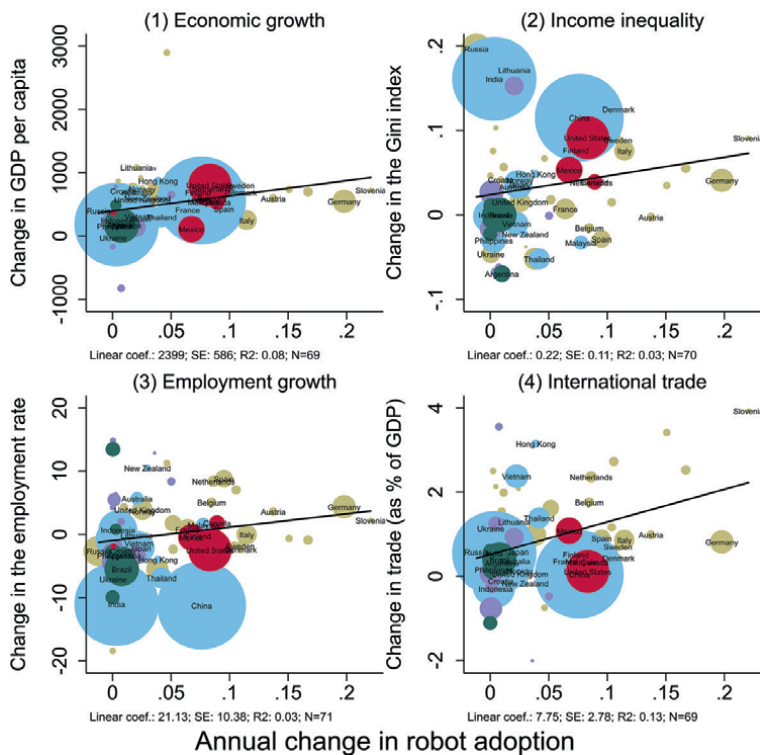 (1) Economic growth
Change in GDP per capita
3000
2000
1000
0
-1000
Lithuania
Hong Kong
United States
Sweden
Russia
Thailand
France
Spain
Austria
Germany
Slovenia
Italy
Mexico
Ukraine
0 .05 .1 .15 .2
Linear coef.: 2399; SE: 586; R2: 0.08; N=69
(2) Income inequality
Change in the Gini index
.2
.1
0
-.1
Russia
Lithuania
India
China
Denmark
United States
Sweden
Slovenia
Finland
Italy
Mexico
Hong Kong
Croatia
Norway
Australia
Netherlands
Germany
United Kingdom
France
Indonesia
Vietnam
Belgium
New Zealand
Philippines
Malaysia
Spain
Ukraine
Thailand
Argentina
0 .05 .1 .15 .2
Linear coef.: 0.22; SE: 0.11; R2: 0.03; N=70
(3) Employment growth
Change in the employment rate
20
10
0
-10
-20
New Zealand
Spain
Australia
Belgium
United Kingdom
Norway
Germany
Slovenia
Austria
Indonesia
Mexico
Italy
Vietnam
United States
Denmark
Hong Kong
Brazil
Thailand
Ukraine
India
China
0 .05 .1 .15 .2
Linear coef.: 21.13; SE: 10.38; R2: 0.03; N=71
(4) International trade
Change in trade (as % of GDP)
4
2
0
-2
Slovenia
Hong Kong
Vietnam
Netherlands
Thailand
Belgium
Ukraine
Lithuania
Mexico
Spain
Austria
Germany
Sweden
Japan
Finland
Denmark
Australia
Norway
United Kingdom
United States
China
Croatia
New Zealand
Indonesia
0 .05 .1 .15 .2
Linear coef.: 7.75; SE: 2.78; R2: 0.13; N=69
Annual change in robot adoption